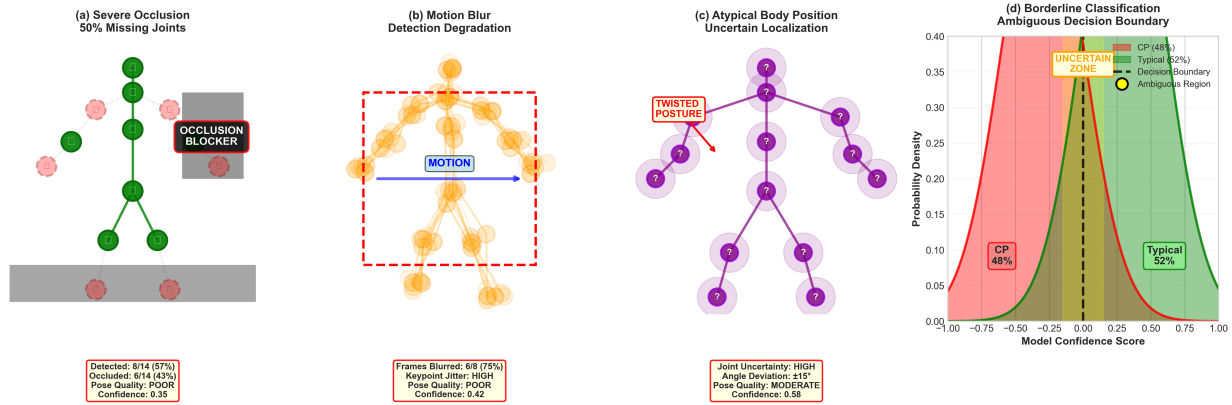 (a) Severe Occlusion
50% Missing Joints
OCCLUSION
BLOCKER
Detected: 8/14 (57%)
Occluded: 6/14 (43%)
Pose Quality: POOR
Confidence: 0.35
(b) Motion Blur
Detection Degradation
MOTION
Frames Blurred: 6/8 (75%)
Keypoint Jitter: HIGH
Pose Quality: POOR
Confidence: 0.42
(c) Atypical Body Position
Uncertain Localization
?
?
TWISTED
POSTURE
?
?
?
?
?
?
?
?
?
?
?
Joint Uncertainty: HIGH
Angle Deviation: ±15°
Pose Quality: MODERATE
Confidence: 0.58
(d) Borderline Classification
Ambiguous Decision Boundary
Probability Density
0.40
0.35
0.30
0.25
0.20
0.15
0.10
0.05
0.00
UNCERTAIN
ZONE
CP (48%)
Typical (52%)
Decision Boundary
Ambiguous Region
CP
48%
Typical
52%
−1.00 −0.75 −0.50 −0.25 0.00 0.25 0.50 0.75 1.00
Model Confidence Score